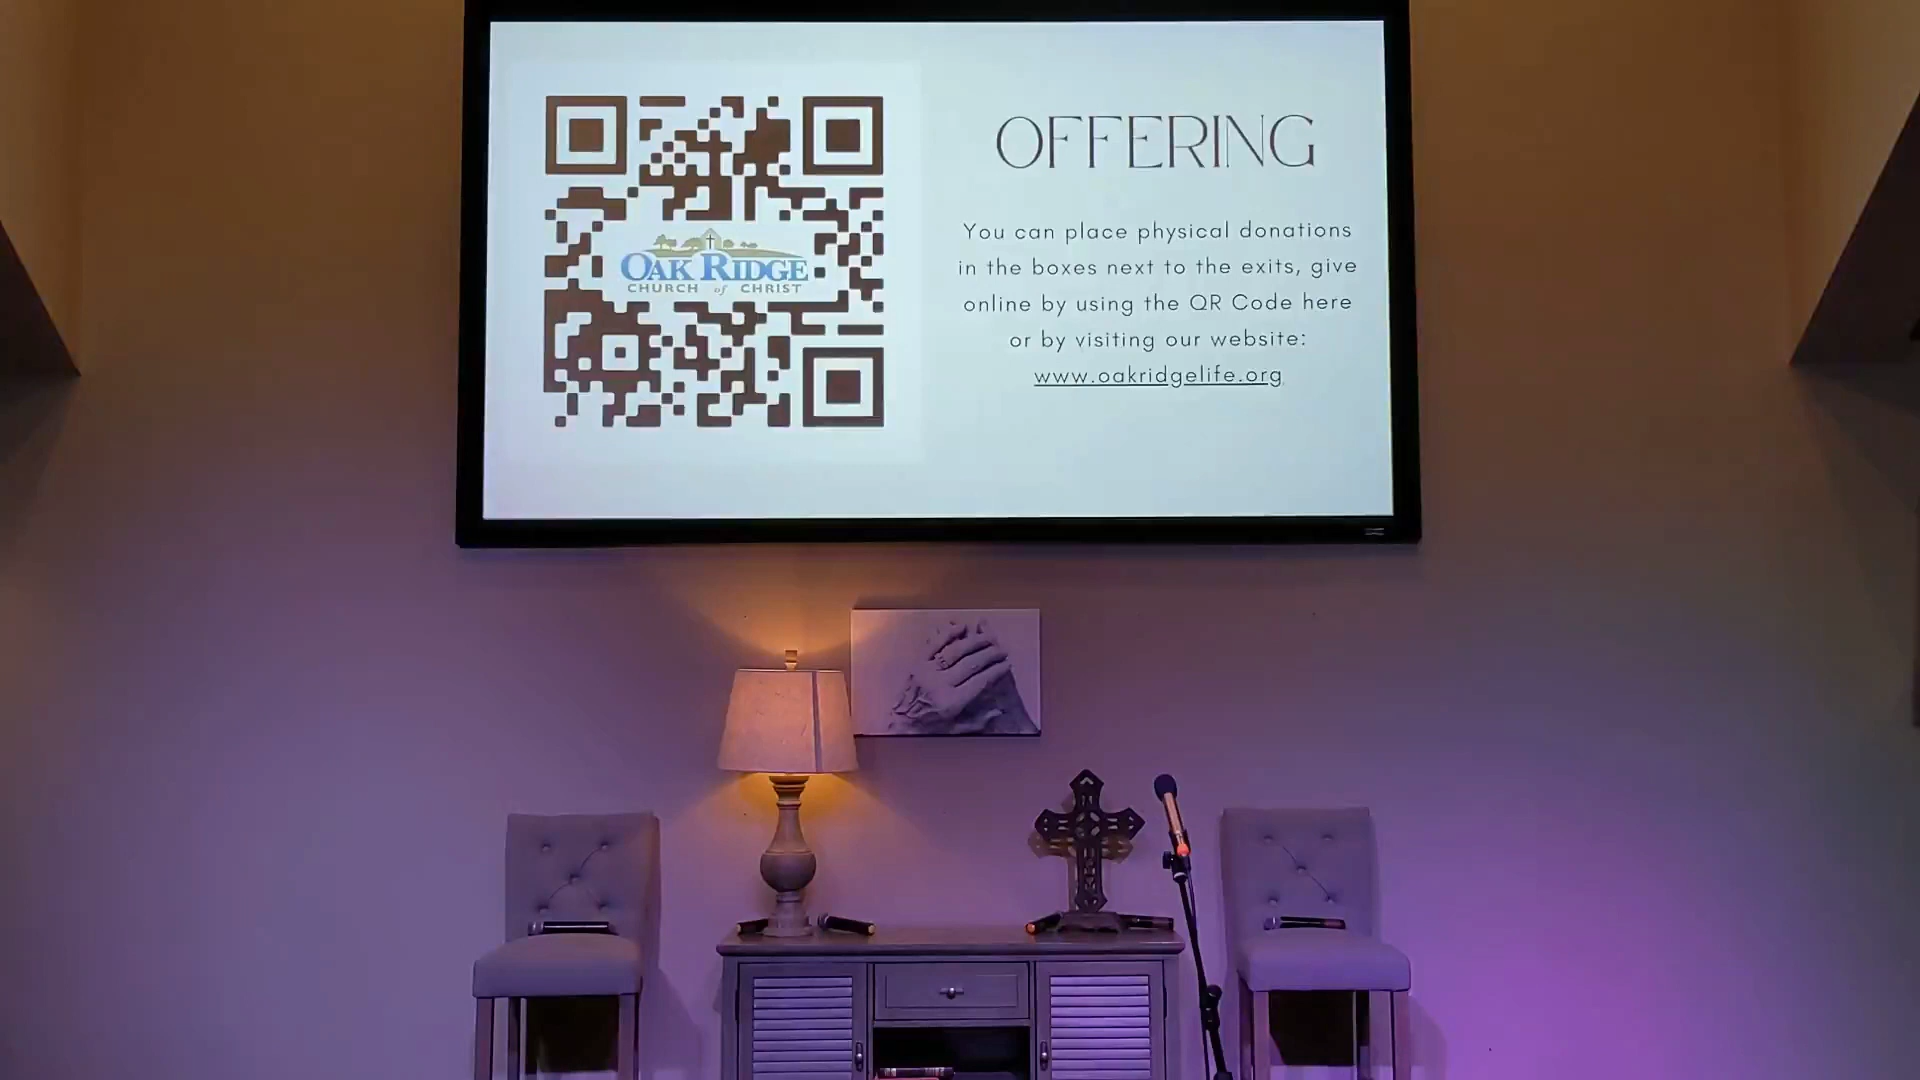 OAK RIDGE
CHURCH of CHRIST
OFFERING
You can place physical donations
in the boxes next to the exits, give
online by using the QR Code here
or by visiting our website:
www.oakridgelife.org